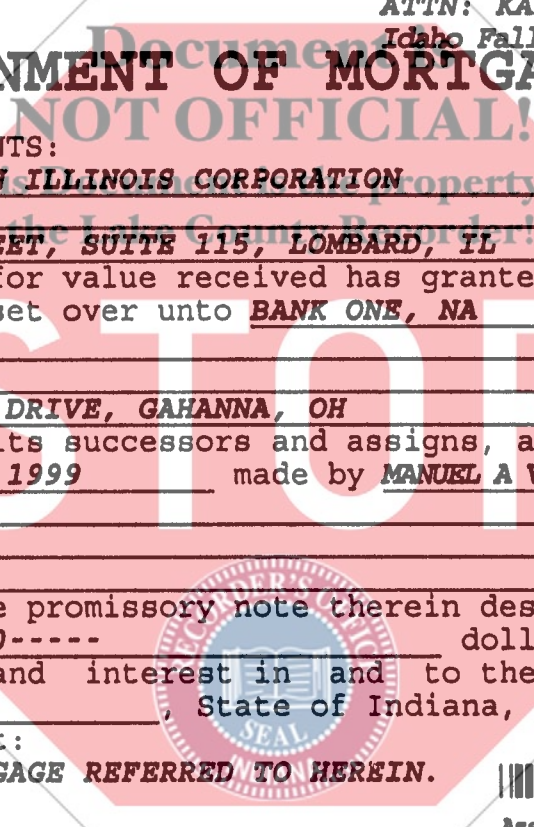 ATTN: KA
Document is
Idaho Fall
NMENT OF MORTGA
NOT OFFICIAL!
NTS:
N ILLINOIS CORPORATION
is Document is the property
EET, SUITE 115, LOMBARD, IL
the Lake County Recorder!
for value received has grante
set over unto BANK ONE, NA
STOP
DRIVE, GAHANNA, OH
its successors and assigns, a
1999 made by MANUEL A V
RECORDER'S OFFIC
e promissory note therein des
0----- doll
and interest in and to the
, State of Indiana,
SEAL
:
GAGE REFERRED TO HEREIN.